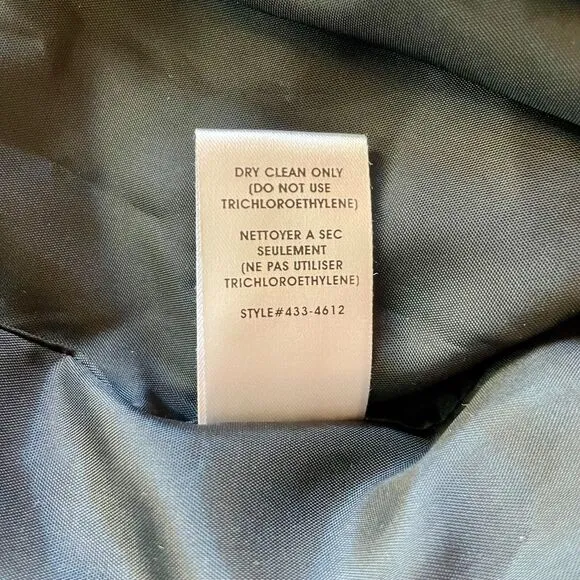 DRY CLEAN ONLY
(DO NOT USE
TRICHLOROETHYLENE)
NETTOYER A SEC
SEULEMENT
(NE PAS UTILISER
TRICHLOROETHYLENE)
STYLE#433-4612